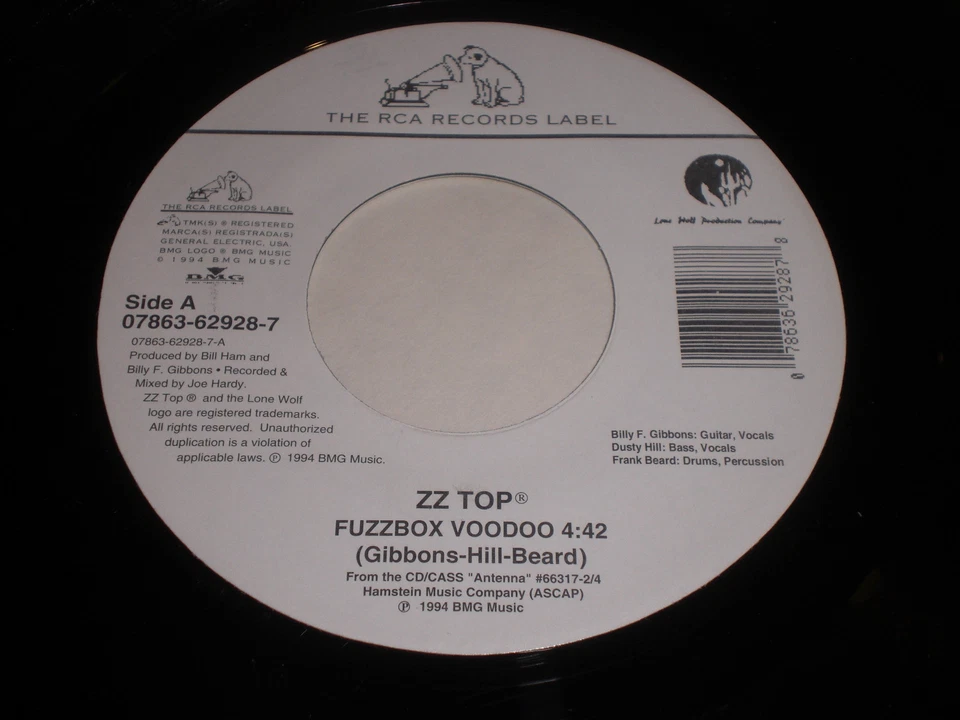 THE RCA RECORDS LABEL
THE RCA RECORDS LABEL
TMK(S) ® REGISTERED
MARCA(S) REGISTRADA(S)
GENERAL ELECTRIC, USA.
BMG LOGO ® BMG MUSIC
© 1994 BMG MUSIC
BMG
Lone Wolf Production Company
0 78636 29287 8
Side A
07863-62928-7
07863-62928-7-A
Produced by Bill Ham and
Billy F. Gibbons • Recorded &
Mixed by Joe Hardy.
ZZ Top ® and the Lone Wolf
logo are registered trademarks.
All rights reserved. Unauthorized
duplication is a violation of
applicable laws. ℗ 1994 BMG Music.
Billy F. Gibbons: Guitar, Vocals
Dusty Hill: Bass, Vocals
Frank Beard: Drums, Percussion
ZZ TOP®
FUZZBOX VOODOO 4:42
(Gibbons-Hill-Beard)
From the CD/CASS "Antenna" #66317-2/4
Hamstein Music Company (ASCAP)
℗ 1994 BMG Music